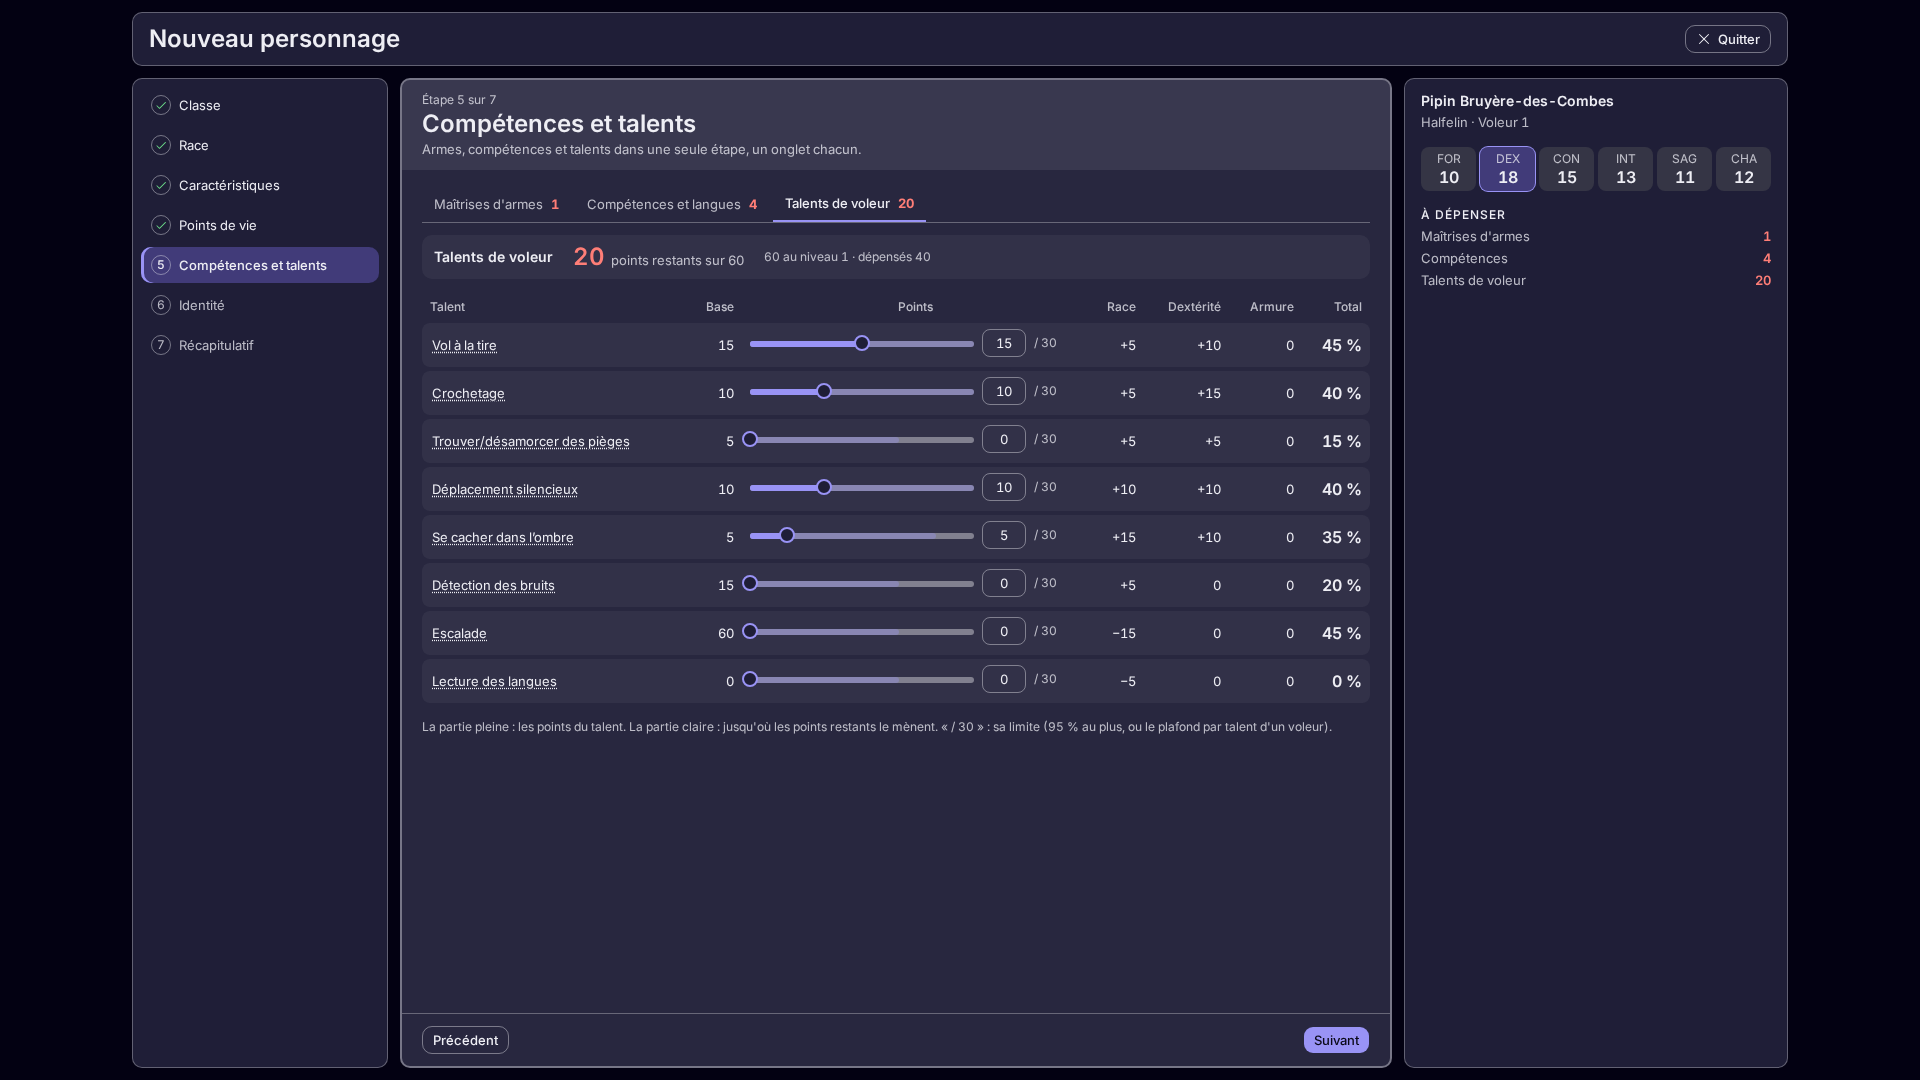 Nouveau personnage
Quitter
Classe
Race
Caractéristiques
Points de vie
5 Compétences et talents
6 Identité
7 Récapitulatif
Étape 5 sur 7
Compétences et talents
Armes, compétences et talents dans une seule étape, un onglet chacun.
Maîtrises d'armes 1 Compétences et langues 4 Talents de voleur 20
Talents de voleur 20 points restants sur 60 60 au niveau 1 · dépensés 40
Talent Base Points Race Dextérité Armure Total
Vol à la tire 15 15 / 30 +5 +10 0 45 %
Crochetage 10 10 / 30 +5 +15 0 40 %
Trouver/désamorcer des pièges 5 0 / 30 +5 +5 0 15 %
Déplacement silencieux 10 10 / 30 +10 +10 0 40 %
Se cacher dans l’ombre 5 5 / 30 +15 +10 0 35 %
Détection des bruits 15 0 / 30 +5 0 0 20 %
Escalade 60 0 / 30 −15 0 0 45 %
Lecture des langues 0 0 / 30 −5 0 0 0 %
La partie pleine : les points du talent. La partie claire : jusqu'où les points restants le mènent. « / 30 » : sa limite (95 % au plus, ou le plafond par talent d'un voleur).
Précédent
Suivant
Pipin Bruyère-des-Combes
Halfelin · Voleur 1
FOR DEX CON INT SAG CHA
10 18 15 13 11 12
À DÉPENSER
Maîtrises d'armes 1
Compétences 4
Talents de voleur 20